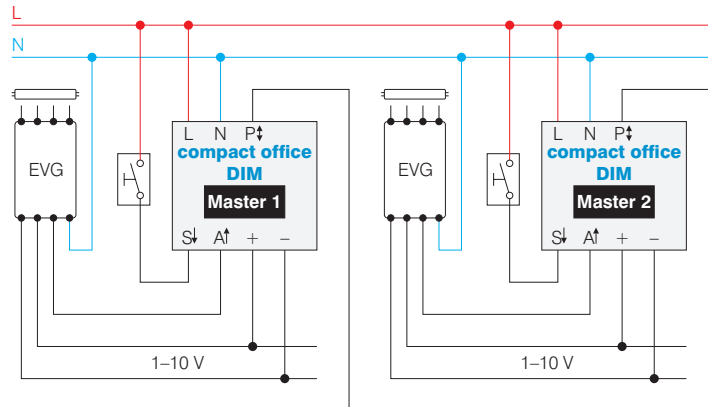 L
N
L N P
L N P
EVG
compact office
DIM
Master 1
EVG
compact office
DIM
Master 2
S A + −
S A + −
1–10 V
1–10 V